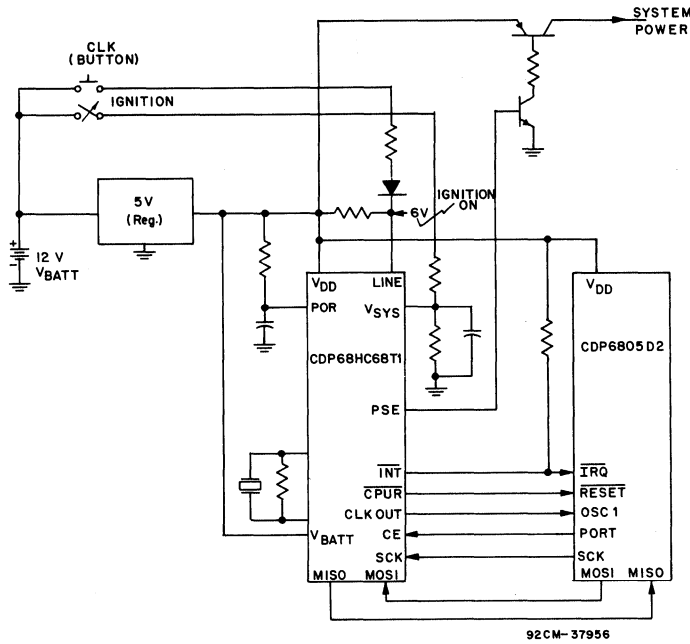 SYSTEM
POWER
CLK
(BUTTON)
IGNITION
5V
(Reg.)
6V
IGNITION
ON
+
-
12 V
VBATT
VDD
LINE
VDD
POR
VSYS
CDP68HC68T1
CDP6805D2
PSE
INT
IRQ
CPUR
RESET
CLK OUT
OSC 1
VBATT
CE
PORT
SCK
SCK
MISO
MOSI
MOSI
MISO
92CM-37956